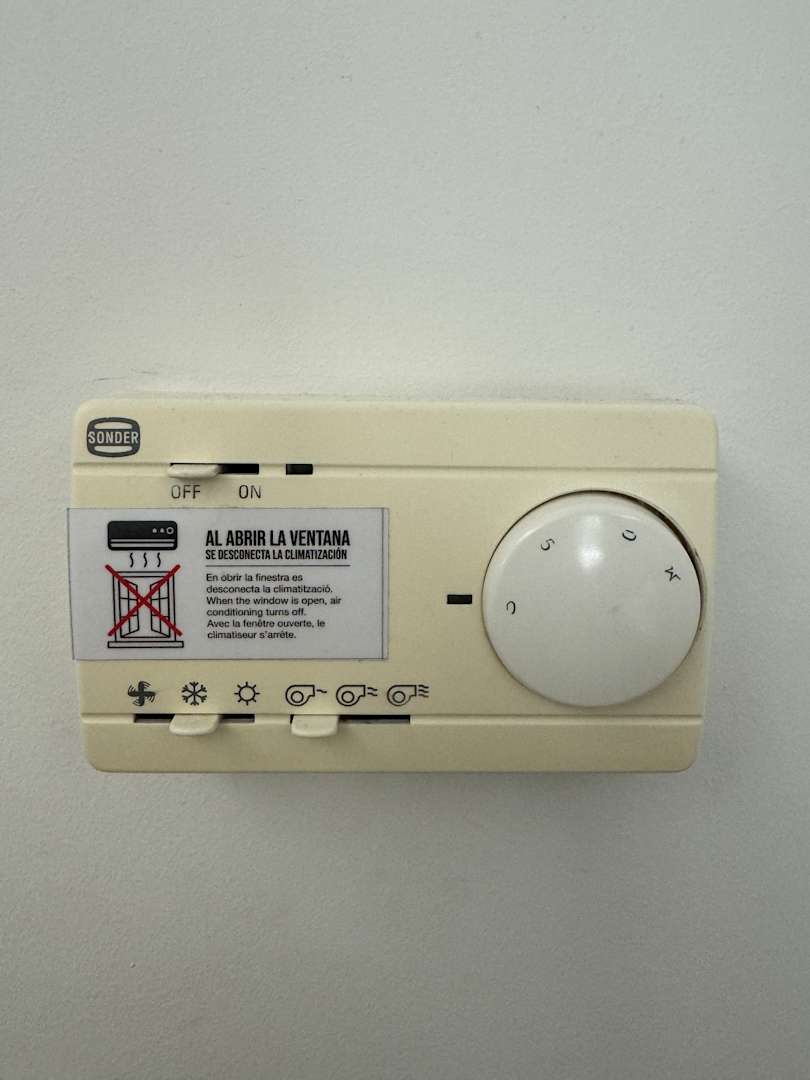 SONDER
OFF ON
AL ABRIR LA VENTANA
SE DESCONECTA LA CLIMATIZACIÓN
En obrir la finestra es
desconecta la climatització.
When the window is open, air
conditioning turns off.
Avec la fenêtre ouverte, le
climatiseur s'arrête.